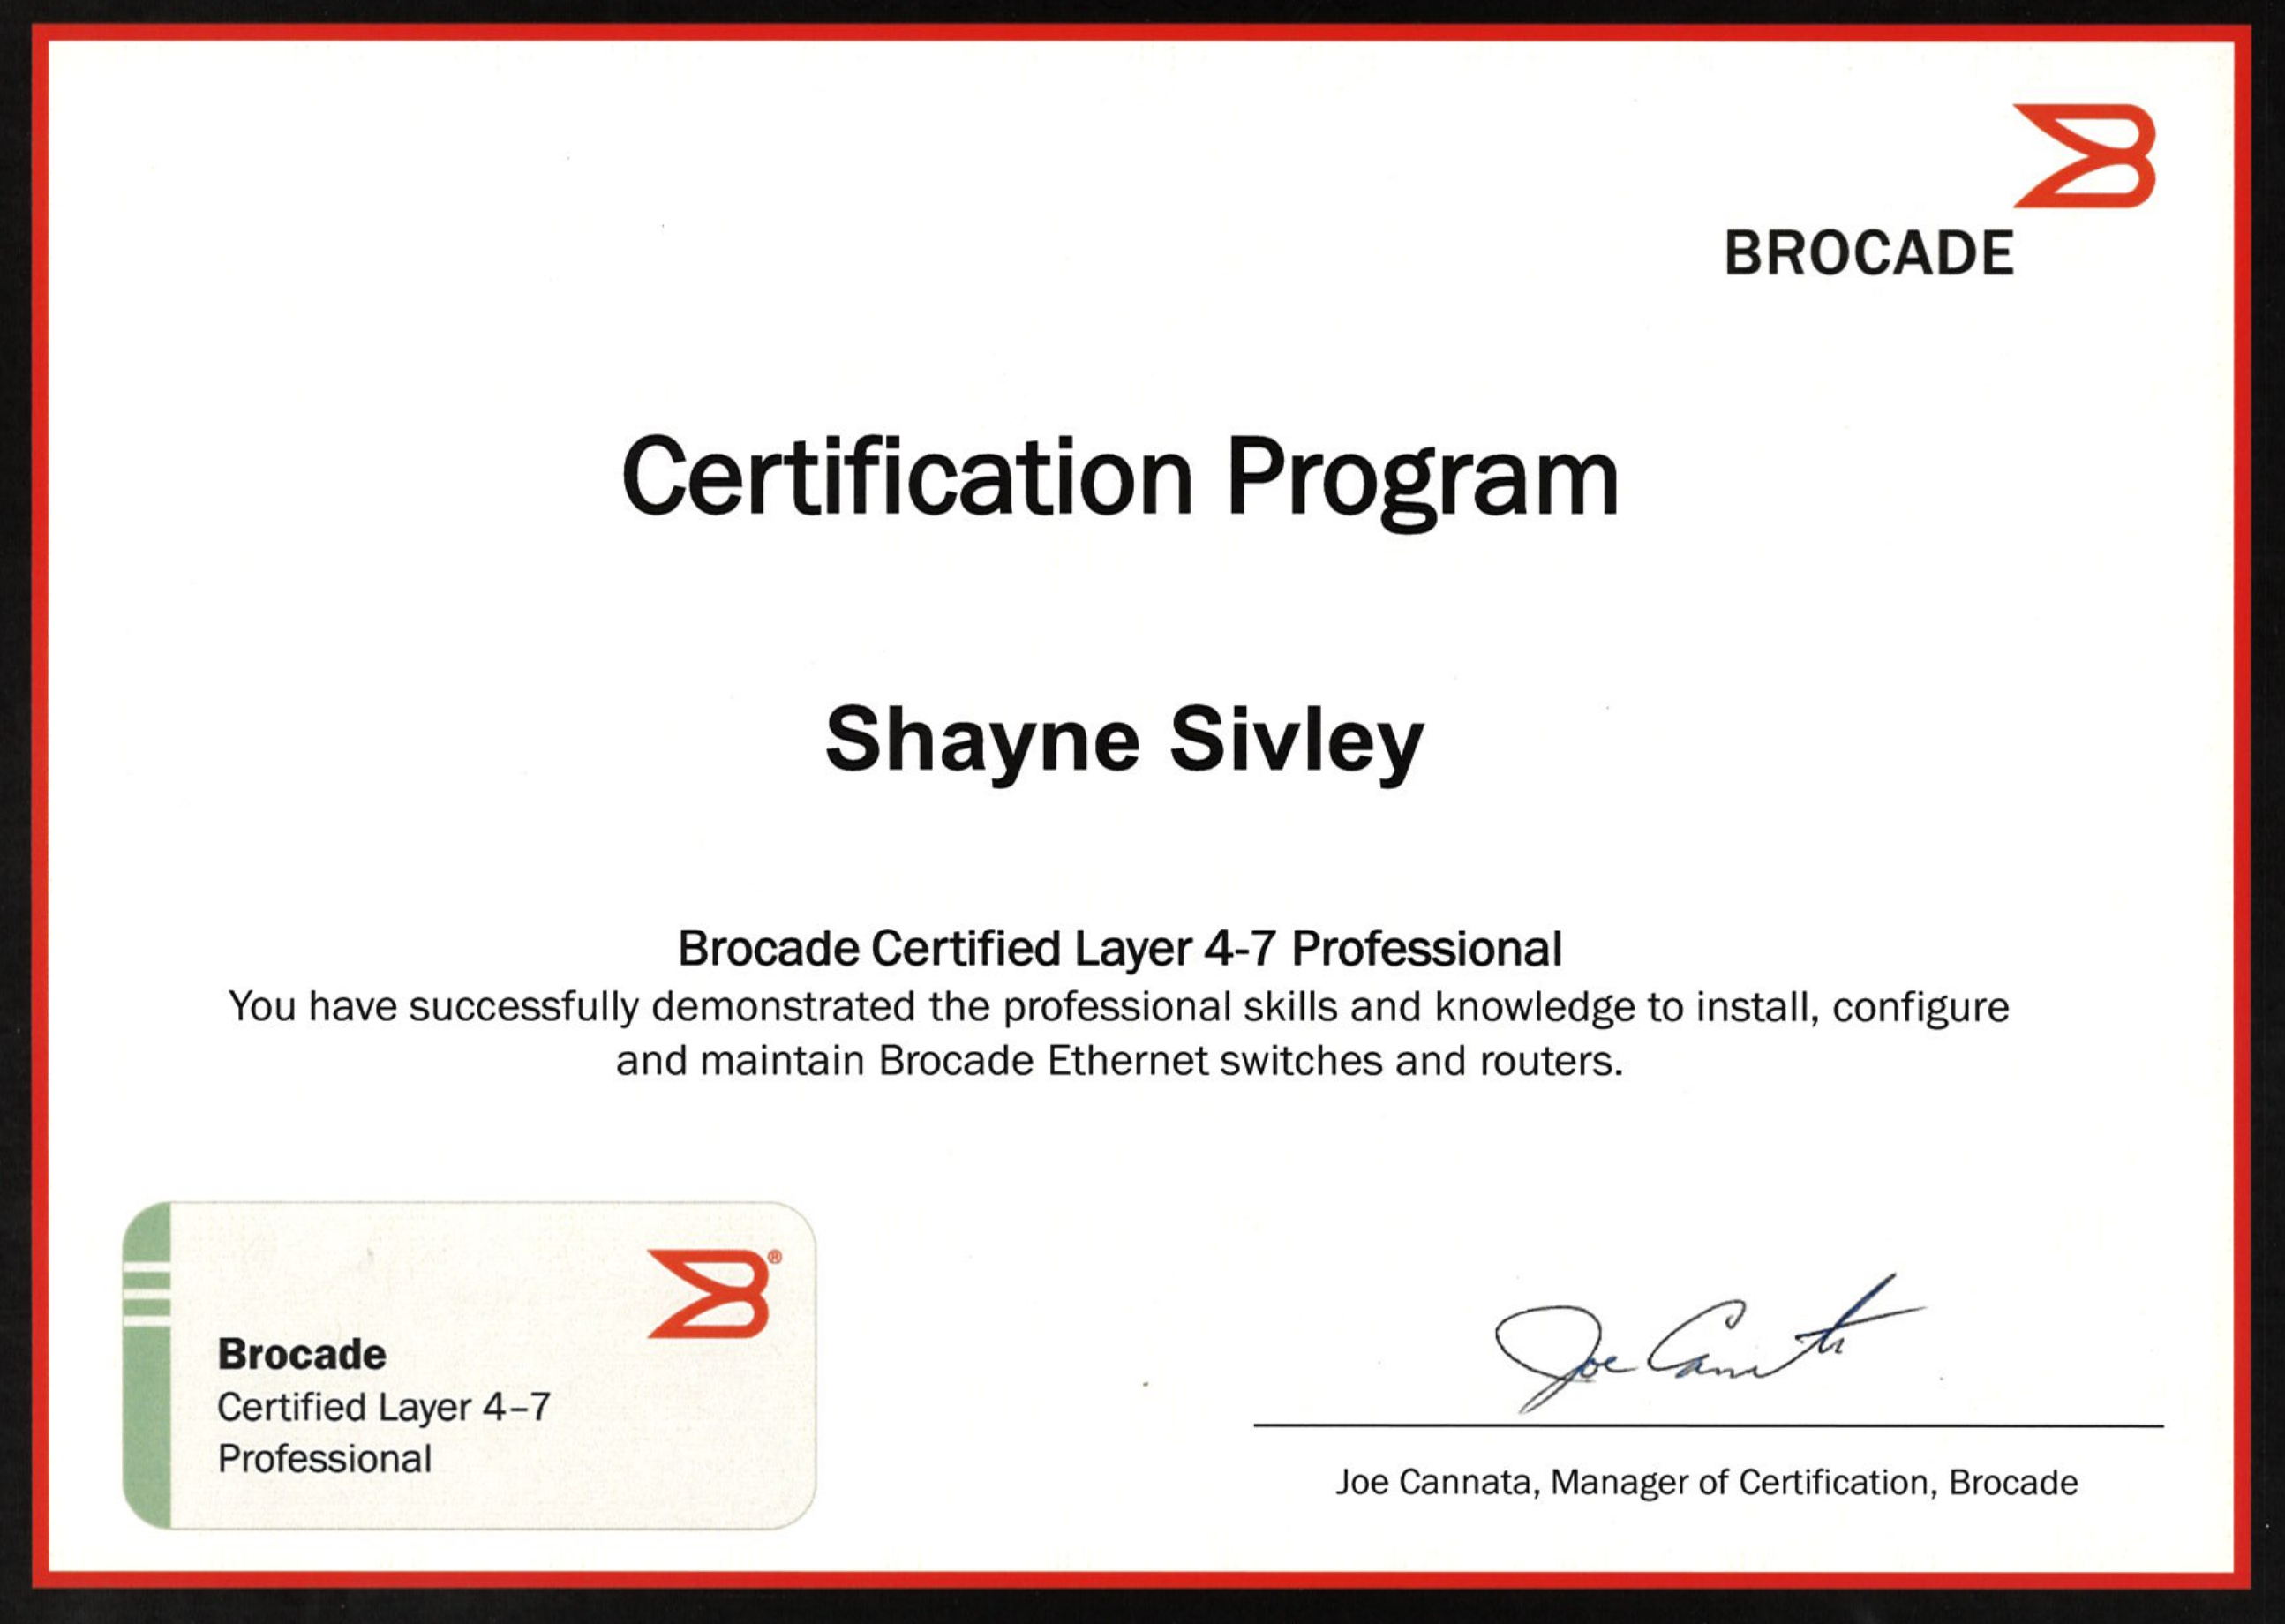 BROCADE
Certification Program
Shayne Sivley
Brocade Certified Layer 4-7 Professional
You have successfully demonstrated the professional skills and knowledge to install, configure
and maintain Brocade Ethernet switches and routers.
Brocade
Certified Layer 4–7
Professional
®
Joe Cannata
Joe Cannata, Manager of Certification, Brocade